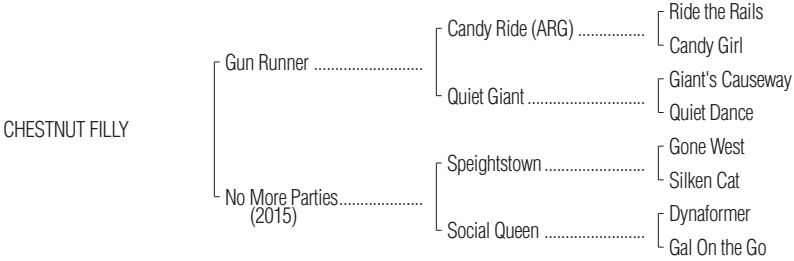 Ride the Rails
Candy Ride (ARG) ................
Candy Girl
Gun Runner ..........................
Giant's Causeway
Quiet Giant ............................
Quiet Dance
CHESTNUT FILLY
Gone West
Speightstown ........................
Silken Cat
No More Parties....................
(2015)
Dynaformer
Social Queen ........................
Gal On the Go